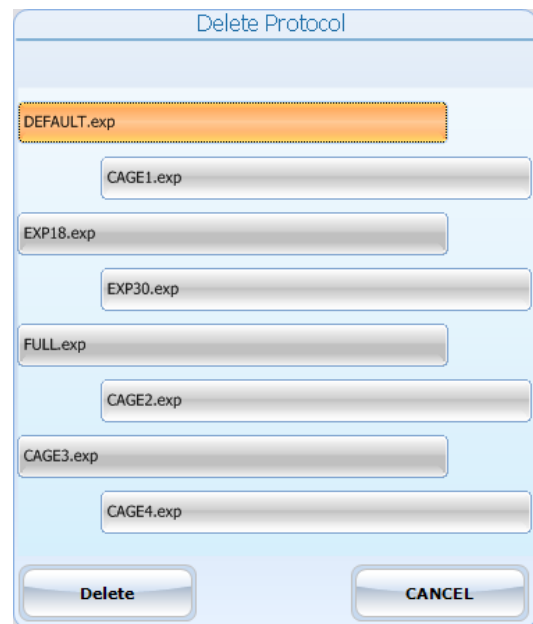 Delete Protocol
DEFAULT.exp
CAGE1.exp
EXP18.exp
EXP30.exp
FULL.exp
CAGE2.exp
CAGE3.exp
CAGE4.exp
Delete CANCEL